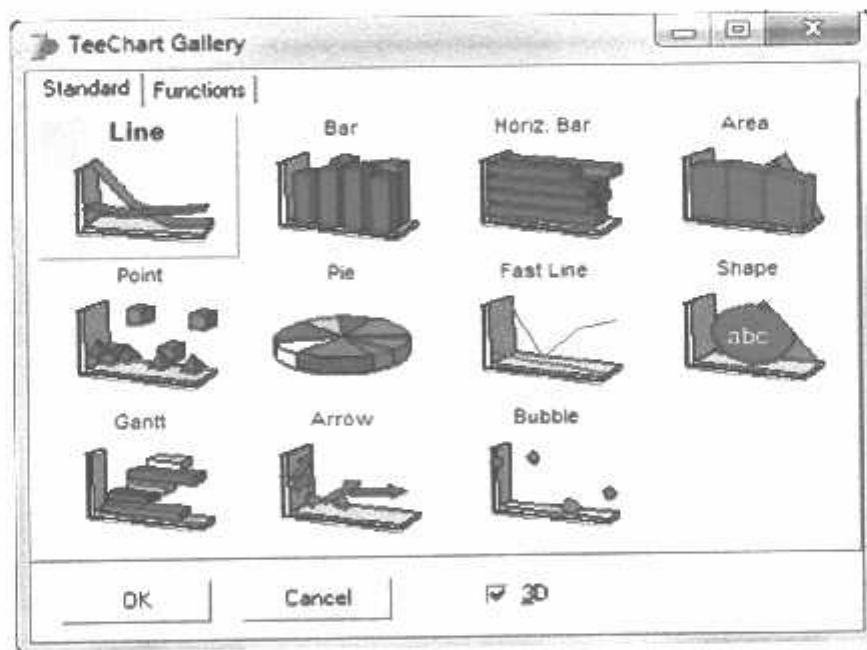 TeeChart Gallery
Standard Functions
Line Bar Horiz. Bar Area
Point Pie Fast Line Shape
abc
Gantt Arrow Bubble
OK Cancel 3D